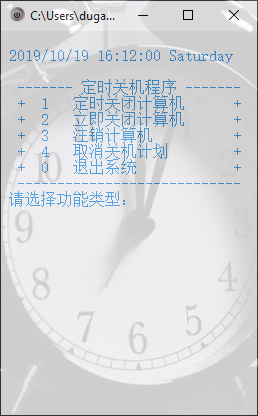 C:\Users\duga...
2019/10/19 16:12:00 Saturday
------- 定时关机程序 -------
+ 1 定时关闭计算机 +
+ 2 立即关闭计算机 +
+ 3 注销计算机 +
+ 4 取消关机计划 +
+ 0 退出系统 +
----------------------------
请选择功能类型：